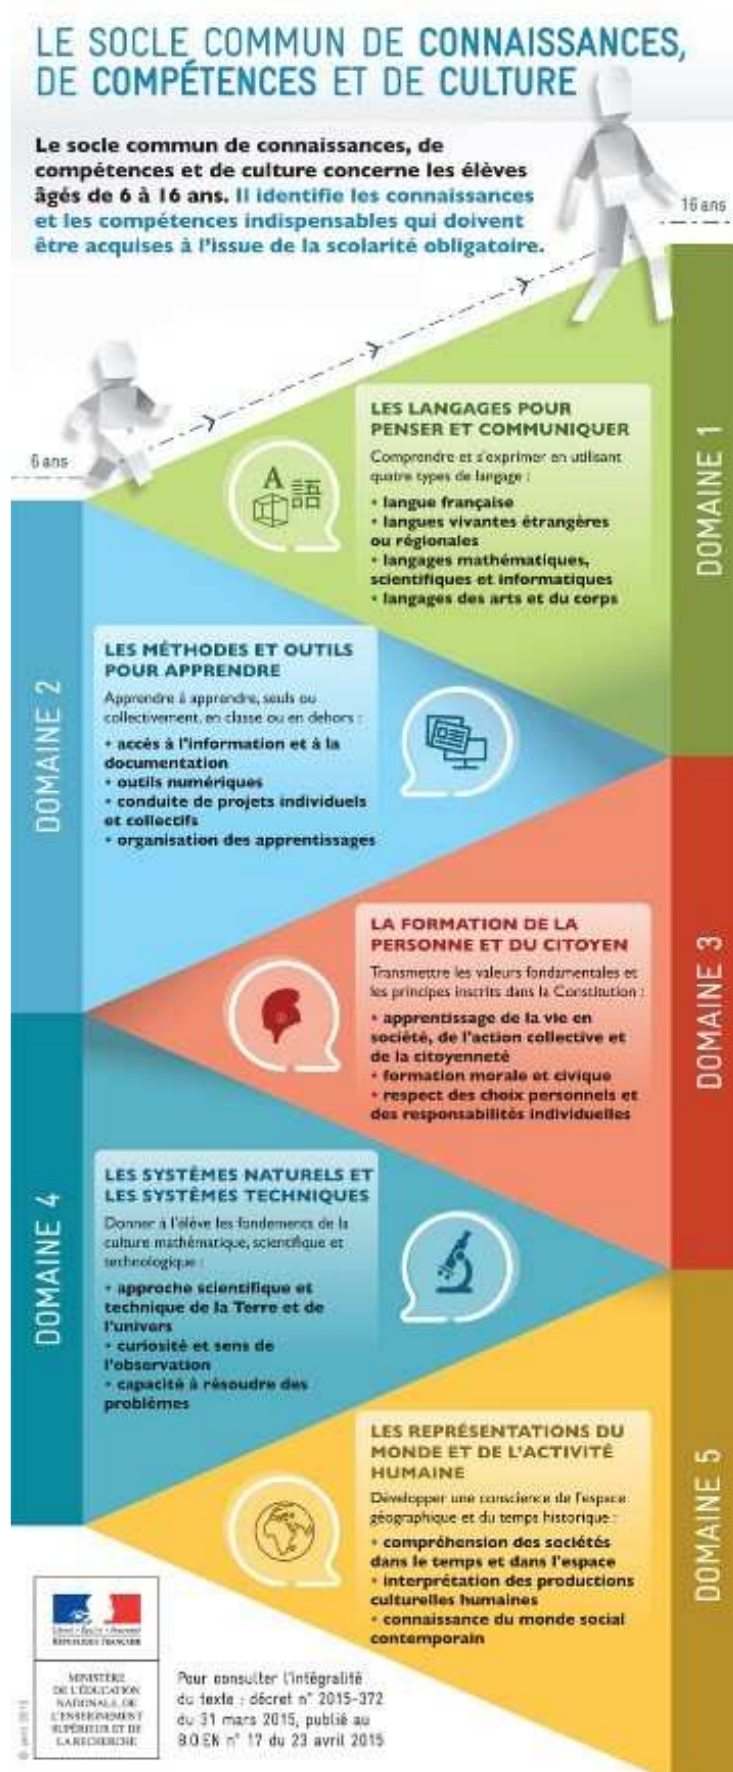 LE SOCLE COMMUN DE CONNAISSANCES,
DE COMPÉTENCES ET DE CULTURE
Le socle commun de connaissances, de
compétences et de culture concerne les élèves
âgés de 6 à 16 ans. Il identifie les connaissances
et les compétences indispensables qui doivent
être acquises à l'issue de la scolarité obligatoire.
16 ans
6 ans
DOMAINE 1
LES LANGAGES POUR
PENSER ET COMMUNIQUER
Comprendre et s'exprimer en utilisant
quatre types de langage :
• langue française
• langues vivantes étrangères
ou régionales
• langages mathématiques,
scientifiques et informatiques
• langages des arts et du corps
A 語
DOMAINE 2
LES MÉTHODES ET OUTILS
POUR APPRENDRE
Apprendre à apprendre, seuls ou
collectivement, en classe ou en dehors :
• accès à l'information et à la
documentation
• outils numériques
• conduite de projets individuels
et collectifs
• organisation des apprentissages
DOMAINE 3
LA FORMATION DE LA
PERSONNE ET DU CITOYEN
Transmettre les valeurs fondamentales et
les principes inscrits dans la Constitution :
• apprentissage de la vie en
société, de l'action collective et
de la citoyenneté
• formation morale et civique
• respect des choix personnels et
des responsabilités individuelles
DOMAINE 4
LES SYSTÈMES NATURELS ET
LES SYSTÈMES TECHNIQUES
Donner à l'élève les fondements de la
culture mathématique, scientifique et
technologique :
• approche scientifique et
technique de la Terre et de
l'univers
• curiosité et sens de
l'observation
• capacité à résoudre des
problèmes
DOMAINE 5
LES REPRÉSENTATIONS DU
MONDE ET DE L'ACTIVITÉ
HUMAINE
Développer une conscience de l'espace
géographique et du temps historique :
• compréhension des sociétés
dans le temps et dans l'espace
• interprétation des productions
culturelles humaines
• connaissance du monde social
contemporain
Liberté • Égalité • Fraternité
RÉPUBLIQUE FRANÇAISE
MINISTÈRE
DE L'ÉDUCATION
NATIONALE, DE
L'ENSEIGNEMENT
SUPÉRIEUR ET DE
LA RECHERCHE
Pour consulter l'intégralité
du texte : décret n° 2015-372
du 31 mars 2015, publié au
B.O.EN n° 17 du 23 avril 2015